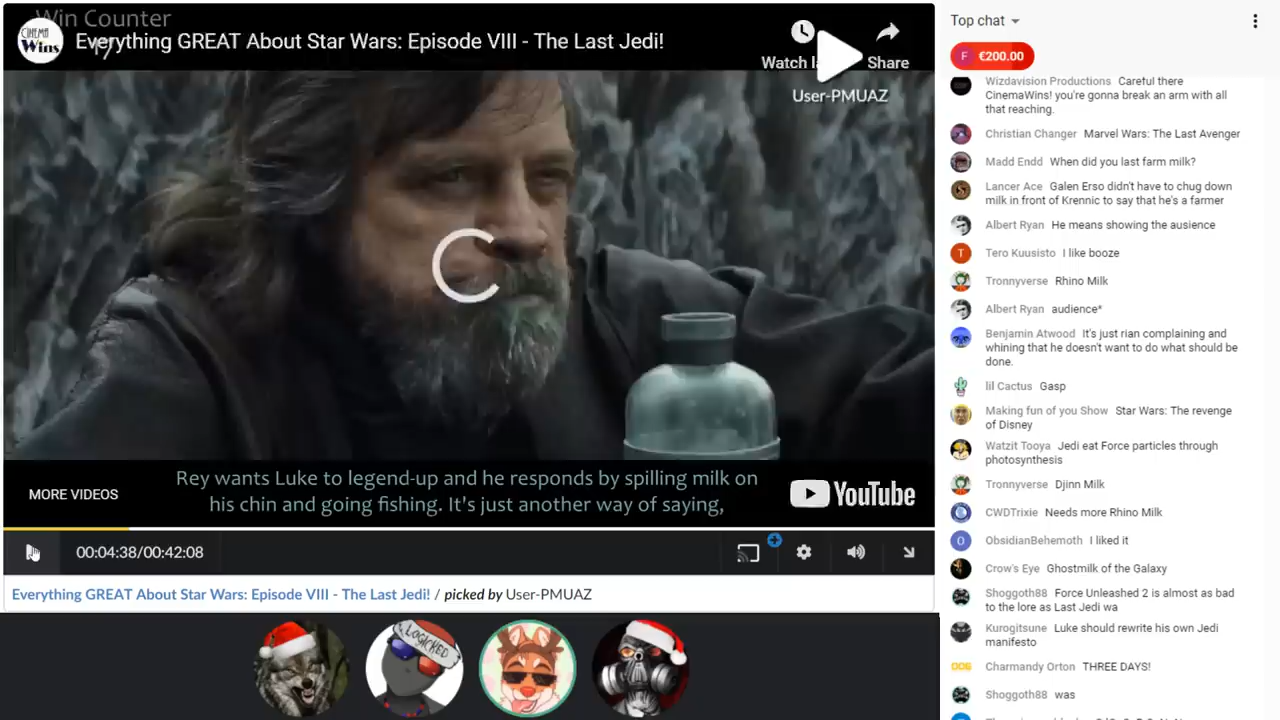 Win Counter
17
CINEMA
Wins
Everything GREAT About Star Wars: Episode VIII - The Last Jedi!
Watch la
Share
User-PMUAZ
Rey wants Luke to legend-up and he responds by spilling milk on
his chin and going fishing. It's just another way of saying,
MORE VIDEOS
YouTube
00:04:38/00:42:08
Everything GREAT About Star Wars: Episode VIII - The Last Jedi! / picked by User-PMUAZ
LOGICKED
Top chat
F €200.00
Wizdavision Productions Careful there
CinemaWins! you're gonna break an arm with all
that reaching.
Christian Changer Marvel Wars: The Last Avenger
Madd Endd When did you last farm milk?
Lancer Ace Galen Erso didn't have to chug down
milk in front of Krennic to say that he's a farmer
Albert Ryan He means showing the ausience
T Tero Kuusisto I like booze
Tronnyverse Rhino Milk
Albert Ryan audience*
Benjamin Atwood It's just rian complaining and
whining that he doesn't want to do what should be
done.
lil Cactus Gasp
Making fun of you Show Star Wars: The revenge
of Disney
Watzit Tooya Jedi eat Force particles through
photosynthesis
Tronnyverse Djinn Milk
CWDTrixie Needs more Rhino Milk
O ObsidianBehemoth I liked it
Crow's Eye Ghostmilk of the Galaxy
Shoggoth88 Force Unleashed 2 is almost as bad
to the lore as Last Jedi wa
Kurogitsune Luke should rewrite his own Jedi
manifesto
Charmandy Orton THREE DAYS!
Shoggoth88 was